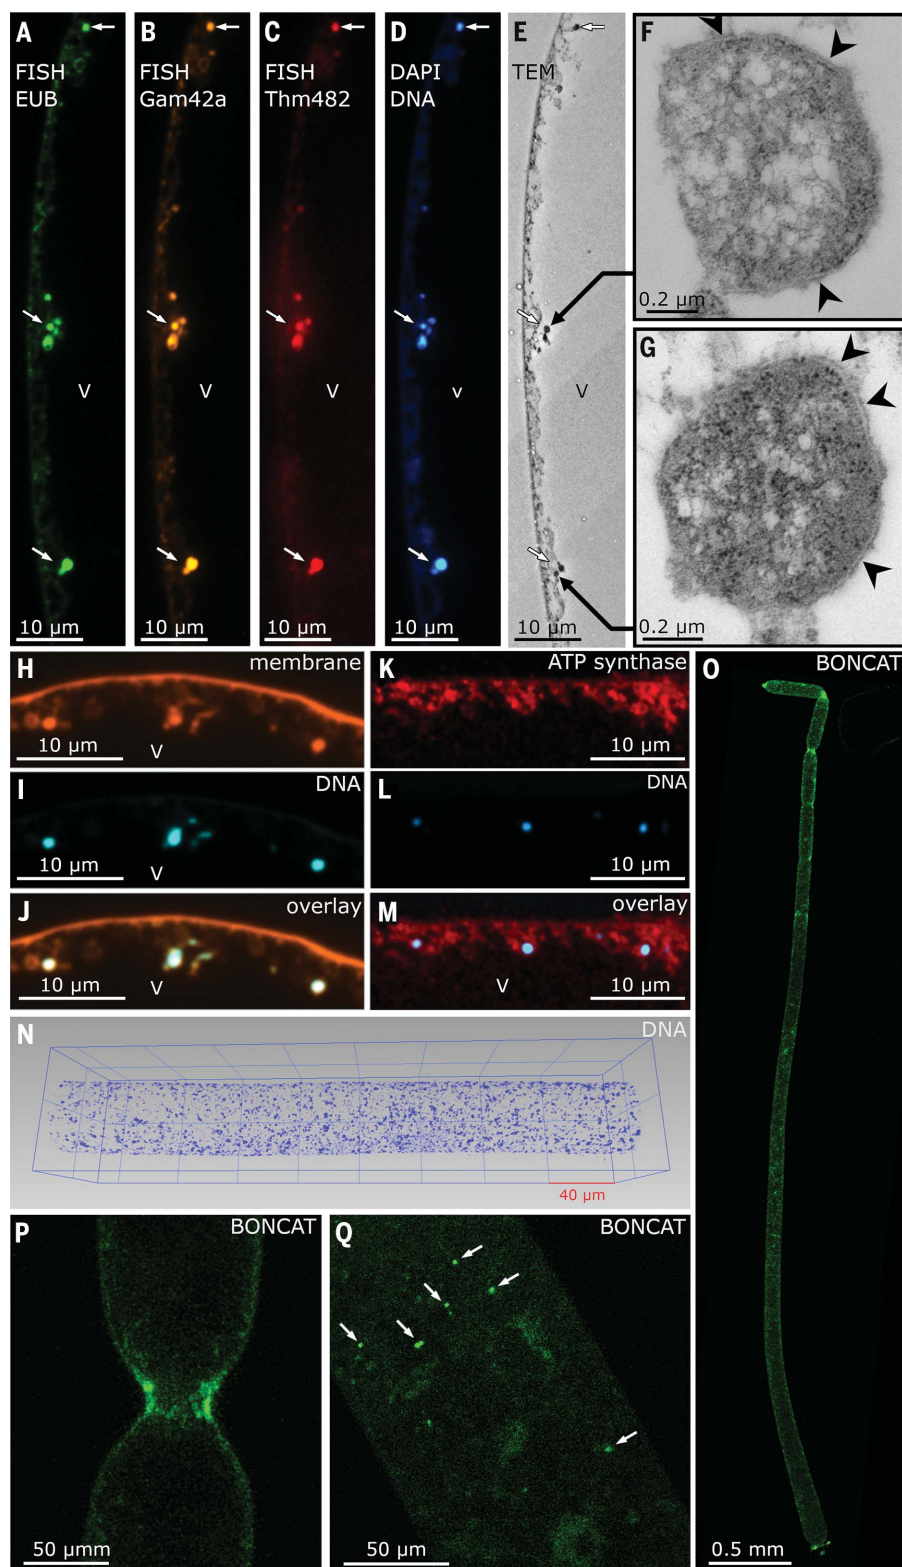 A
FISH
EUB
V
10 μm
B
FISH
Gam42a
V
10 μm
C
FISH
Thm482
V
10 μm
D
DAPI
DNA
v
10 μm
E
TEM
V
10 μm
F
0.2 μm
G
0.2 μm
H
membrane
10 μm
V
I
DNA
10 μm
V
J
overlay
10 μm
V
K
ATP synthase
10 μm
L
DNA
10 μm
M
overlay
V
10 μm
N
DNA
40 μm
O
BONCAT
0.5 mm
P
BONCAT
50 μmm
Q
BONCAT
50 μm